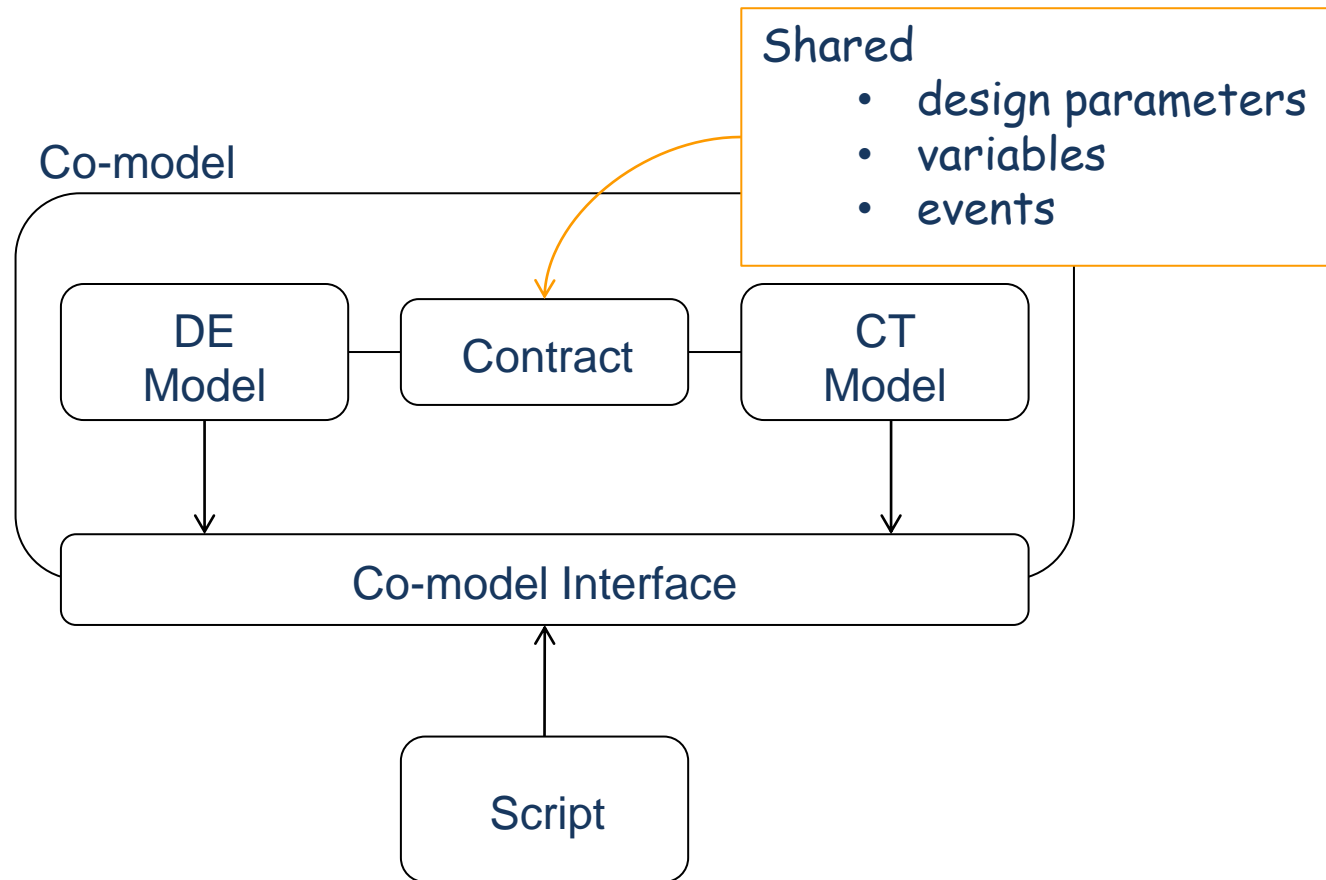 Shared
• design parameters
• variables
• events
Co-model
DE
Model
Contract
CT
Model
Co-model Interface
Script